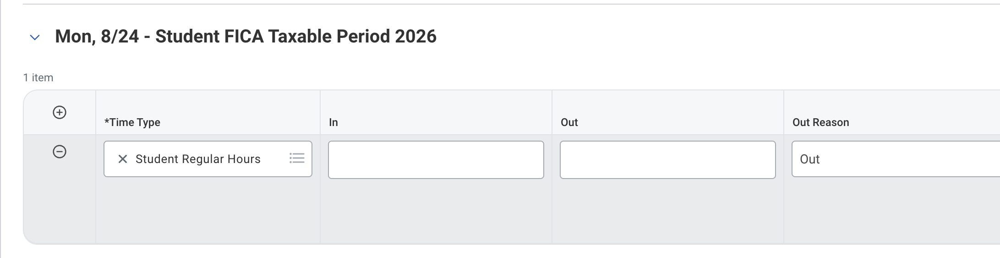 Mon, 8/24 - Student FICA Taxable Period 2026
1 item
*Time Type In Out Out Reason
Student Regular Hours Out